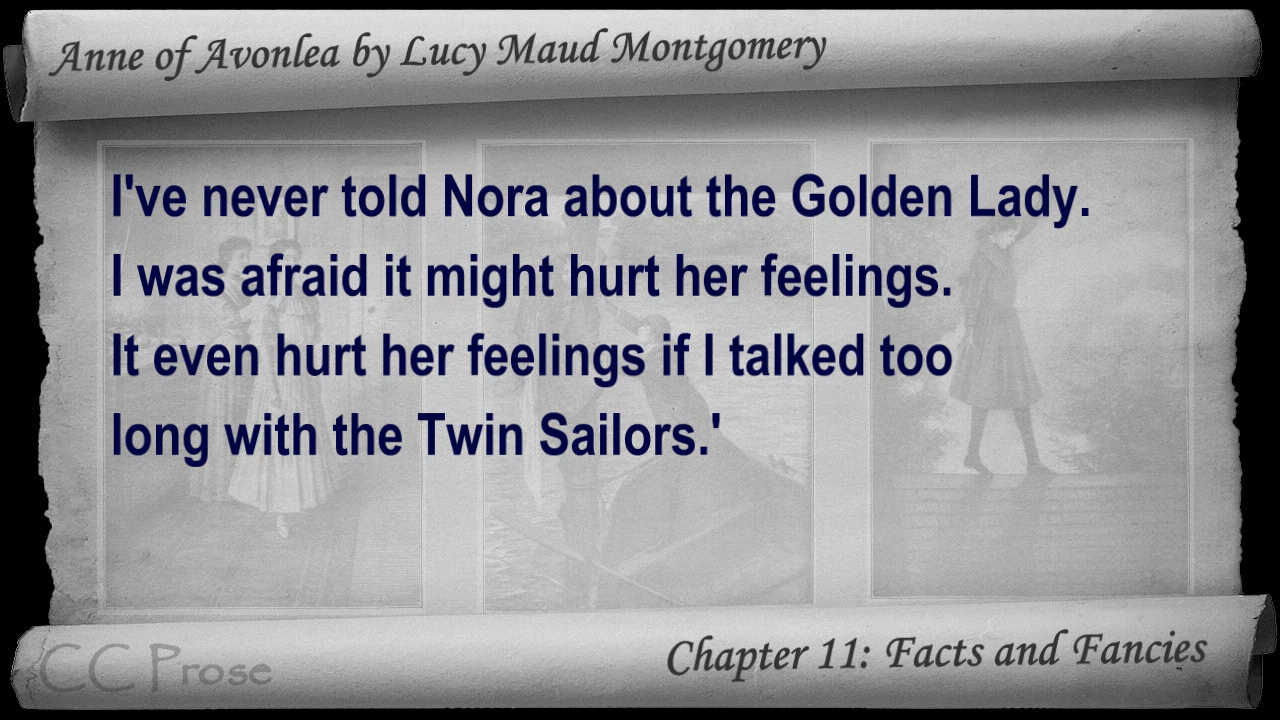 Anne of Avonlea by Lucy Maud Montgomery
I've never told Nora about the Golden Lady.
I was afraid it might hurt her feelings.
It even hurt her feelings if I talked too
long with the Twin Sailors.'
Chapter 11: Facts and Fancies
CC Prose